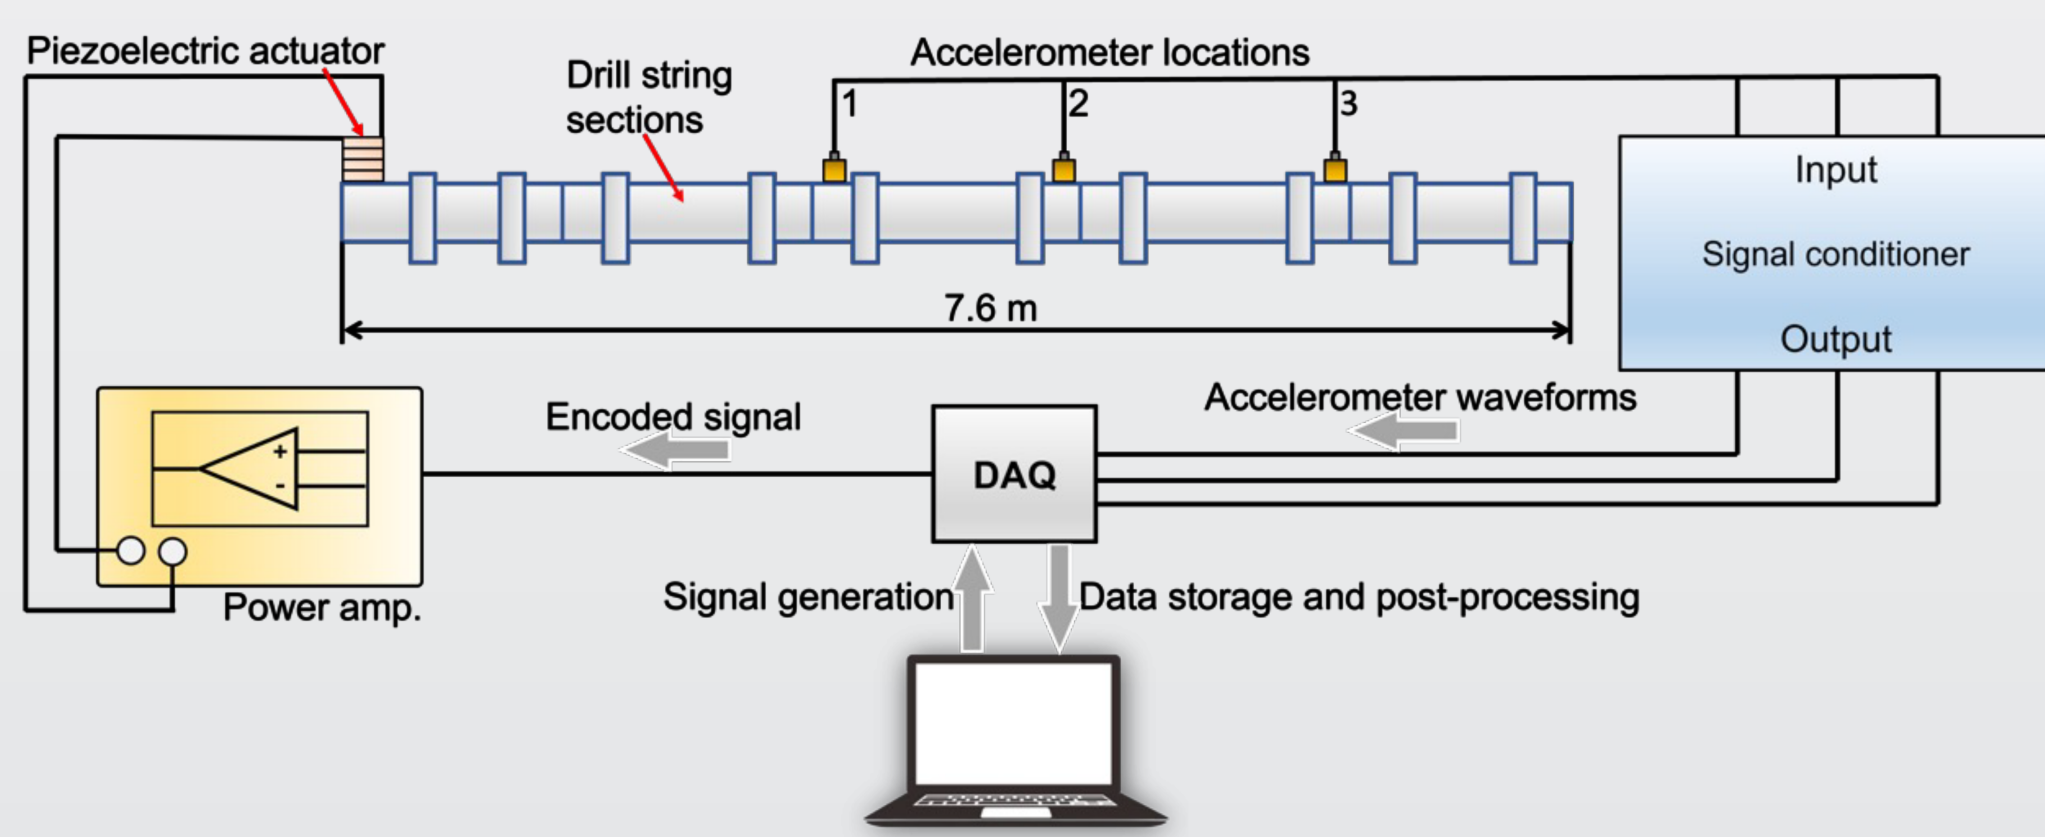 Piezoelectric actuator
Drill string
sections
Accelerometer locations
1
2
3
Input
Signal conditioner
Output
7.6 m
Accelerometer waveforms
Encoded signal
DAQ
+
-
Power amp.
Signal generation
Data storage and post-processing